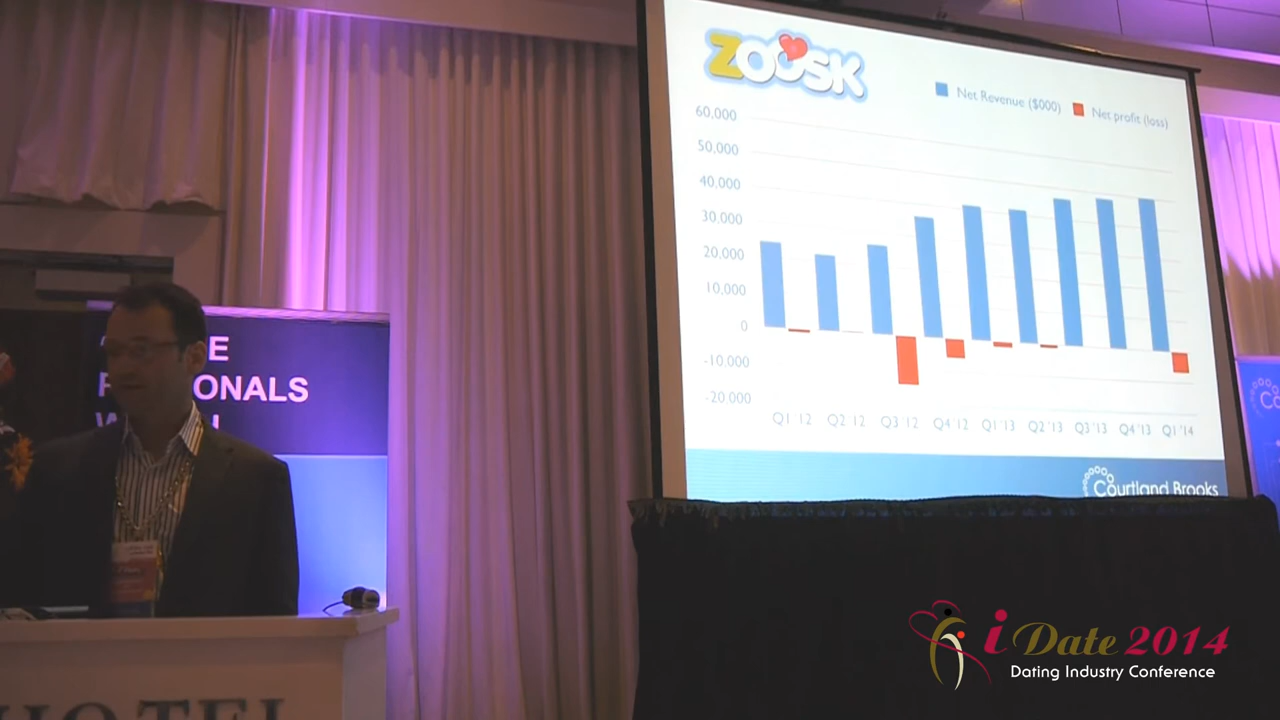 ZOOSK
Net Revenue ($000) Net profit (loss)
60,000
50,000
40,000
30,000
20,000
10,000
0
-10,000
-20,000
Q1 '12 Q2 '12 Q3 '12 Q4 '12 Q1 '13 Q2 '13 Q3 '13 Q4 '13 Q1 '14
Courtland Brooks
ONALS
HOTEL
iDate 2014
Dating Industry Conference